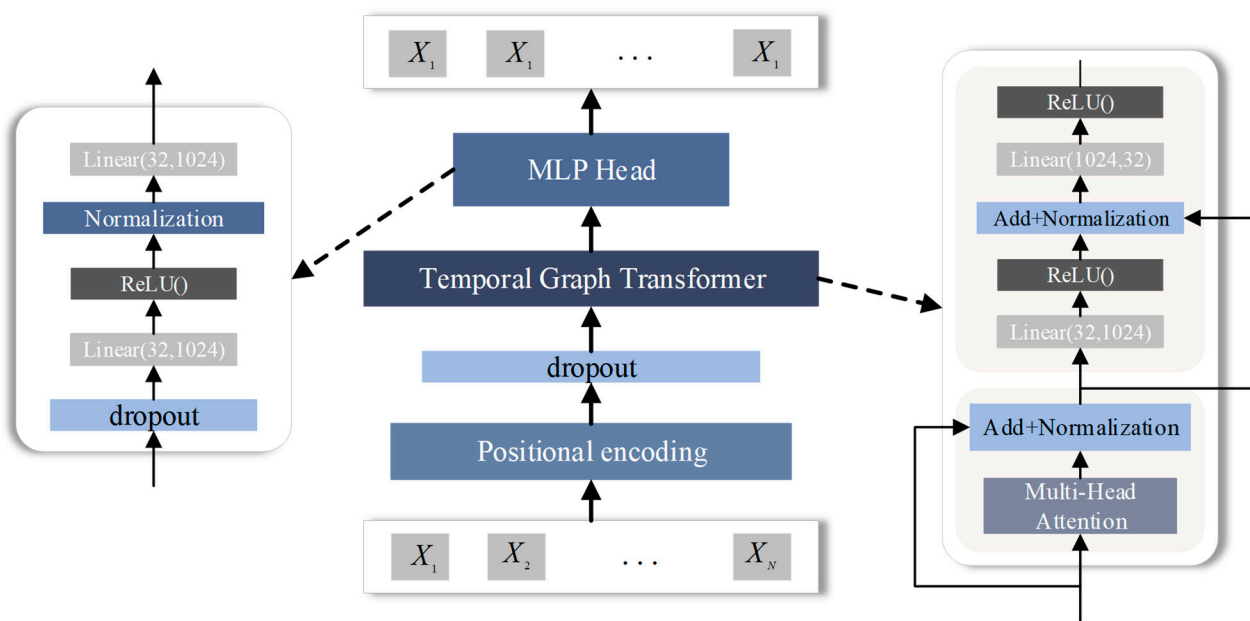 Linear(32,1024)
Normalization
ReLU()
Linear(32,1024)
dropout
X₁ X₁ ... X₁
MLP Head
Temporal Graph Transformer
dropout
Positional encoding
X₁ X₂ ... X_N
ReLU()
Linear(1024,32)
Add+Normalization
ReLU()
Linear(32,1024)
Add+Normalization
Multi-Head
Attention